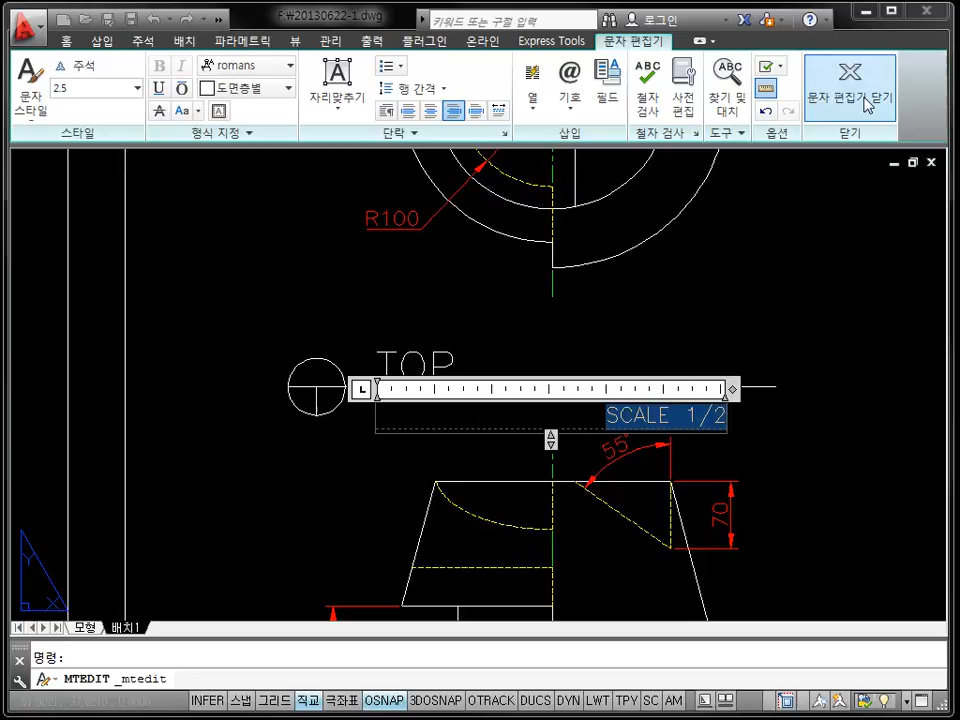 F:₩20130622-1.dwg
키워드 또는 구절 입력
로그인
홈 삽입 주석 배치 파라메트릭 뷰 관리 출력 플러그인 온라인 Express Tools 문자 편집기
문자
스타일
주석
2.5
스타일
B I romans
U O 도면층별
A Aa A
형식 지정
A
자리맞추기
행 간격
단락
열
@
기호
필드
삽입
ABC
철자
검사
사전
편집
철자 검사
ABC
찾기 및
대치
도구
옵션
문자 편집기 닫기
닫기
R100
TOP
L
SCALE 1/2
55°
70
Y
X
모형 배치1
명령:
MTEDIT _mtedit
INFER 스냅 그리드 직교 극좌표 OSNAP 3DOSNAP OTRACK DUCS DYN LWT TPY SC AM